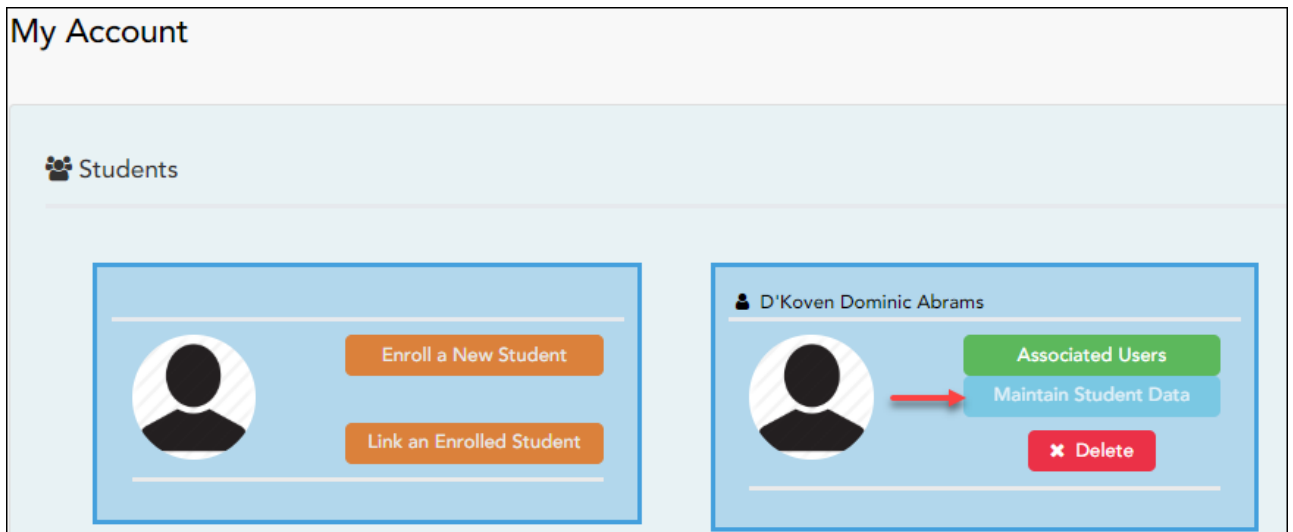 My Account
Students
Enroll a New Student
Link an Enrolled Student
D'Koven Dominic Abrams
Associated Users
Maintain Student Data
Delete